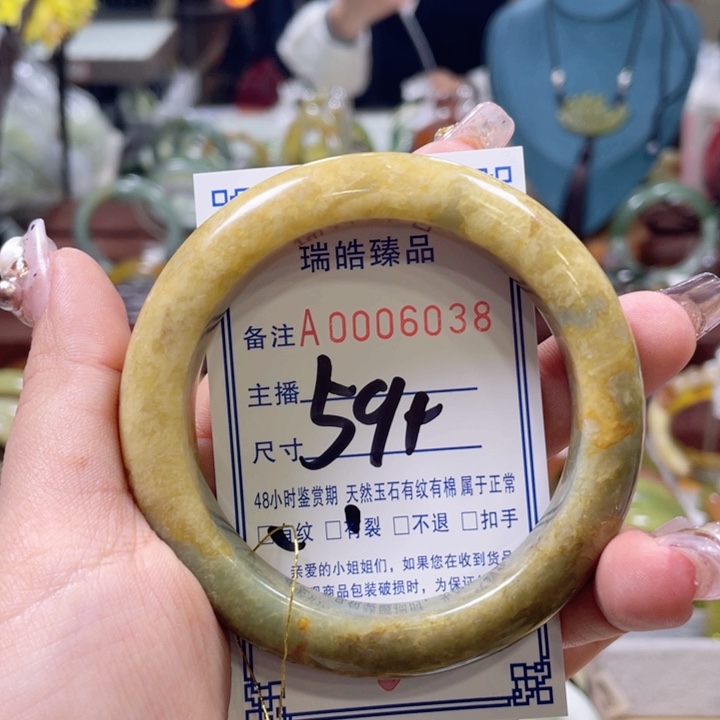 瑞皓臻品
备注A0006038
主播
59+
尺寸
48小时鉴赏期 天然玉石有纹有棉 属于正常
□有纹 □有裂 □不退 □扣手
亲爱的小姐姐们，如果您在收到货品
商品包装破损时，为保证